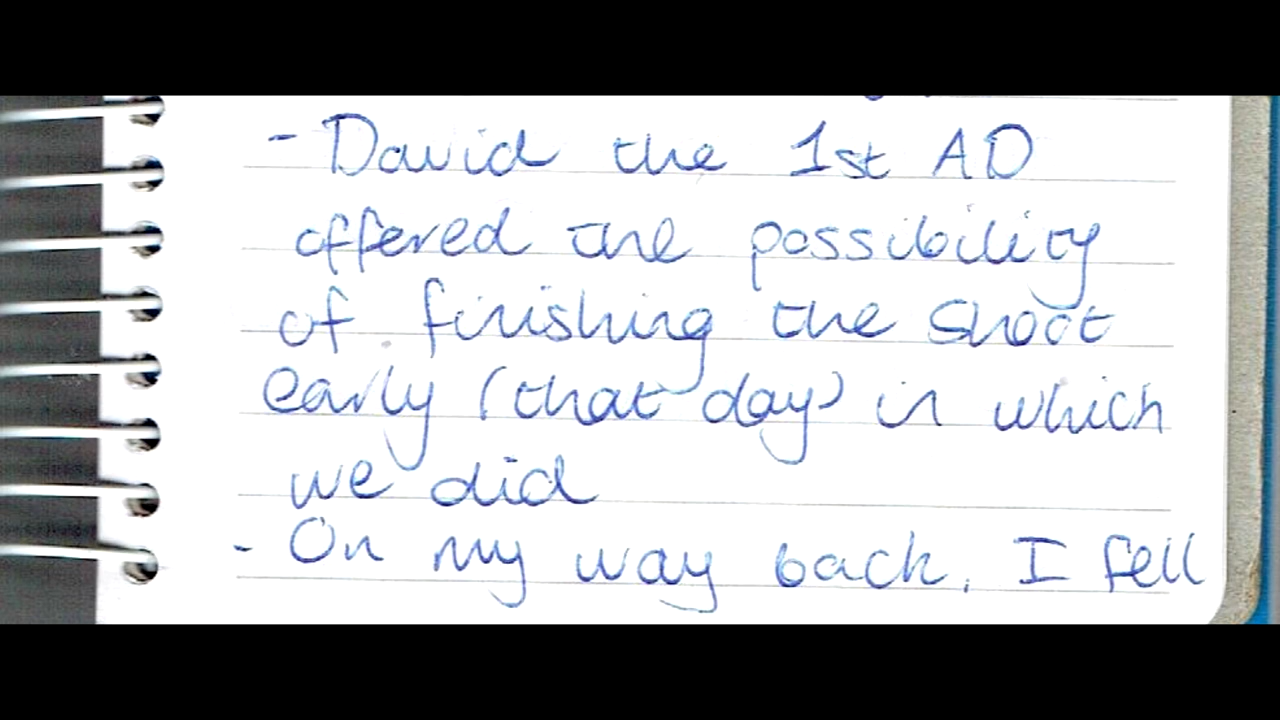 - David the 1st AD
offered the possibility
of finishing the shoot
early (that day) in which
we did
- On my way back, I fell